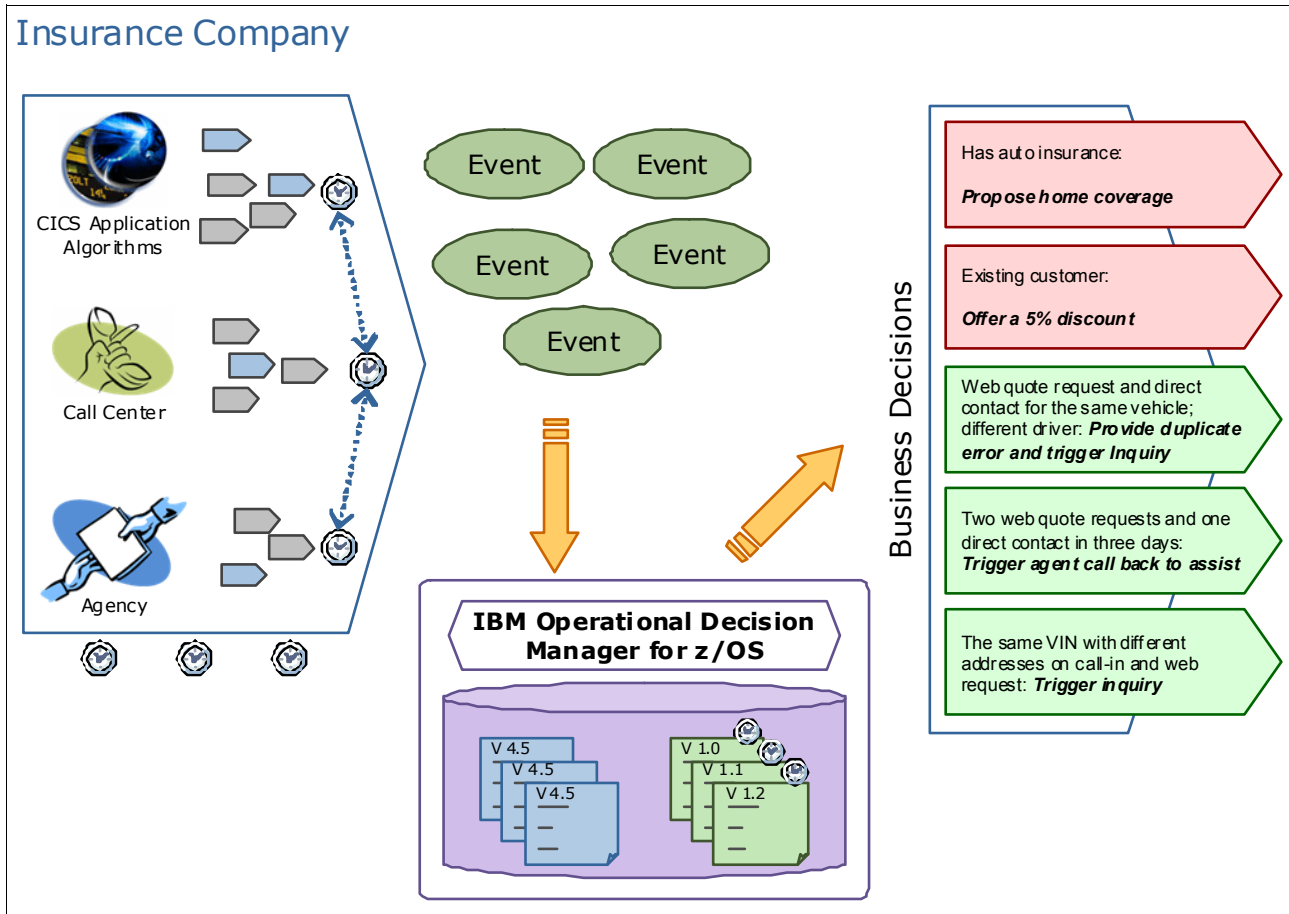 Insurance Company
CICS Application
Algorithms
Call Center
Agency
Event
Event
Event
Event
Event
IBM Operational Decision
Manager for z/OS
V 4.5
V 4.5
V 4.5
V 1.0
V 1.1
V 1.2
Business Decisions
Has auto insurance:
Propose home coverage
Existing customer:
Offer a 5% discount
Web quote request and direct
contact for the same vehicle;
different driver: Provide duplicate
error and trigger Inquiry
Two web quote requests and one
direct contact in three days:
Trigger agent call back to assist
The same VIN with different
addresses on call-in and web
request: Trigger inquiry